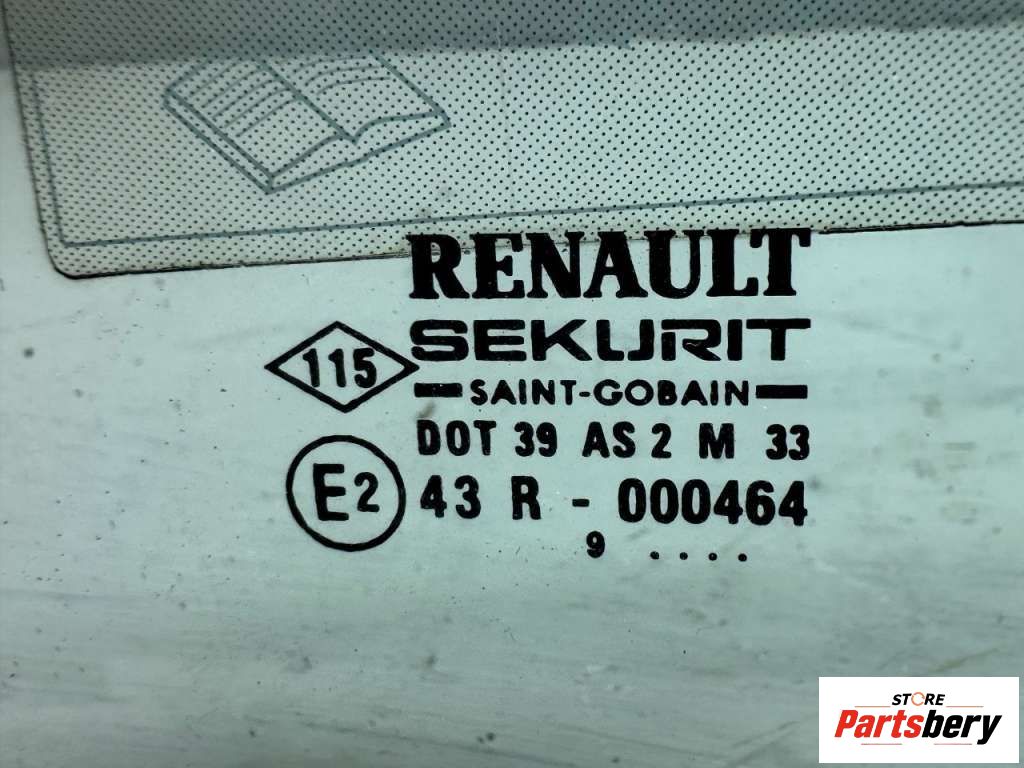 RENAULT
115
SEKURIT
SAINT-GOBAIN
DOT 39 AS 2 M 33
E2
43 R - 000464
9 ....
STORE
Partsbery